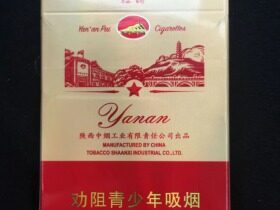 Yan'an Pai Cigarettes
Yanan
陕西中烟工业有限责任公司出品
MANUFACTURED BY CHINA
TOBACCO SHAANXI INDUSTRIAL CO.,LTD.
劝阻青少年吸烟